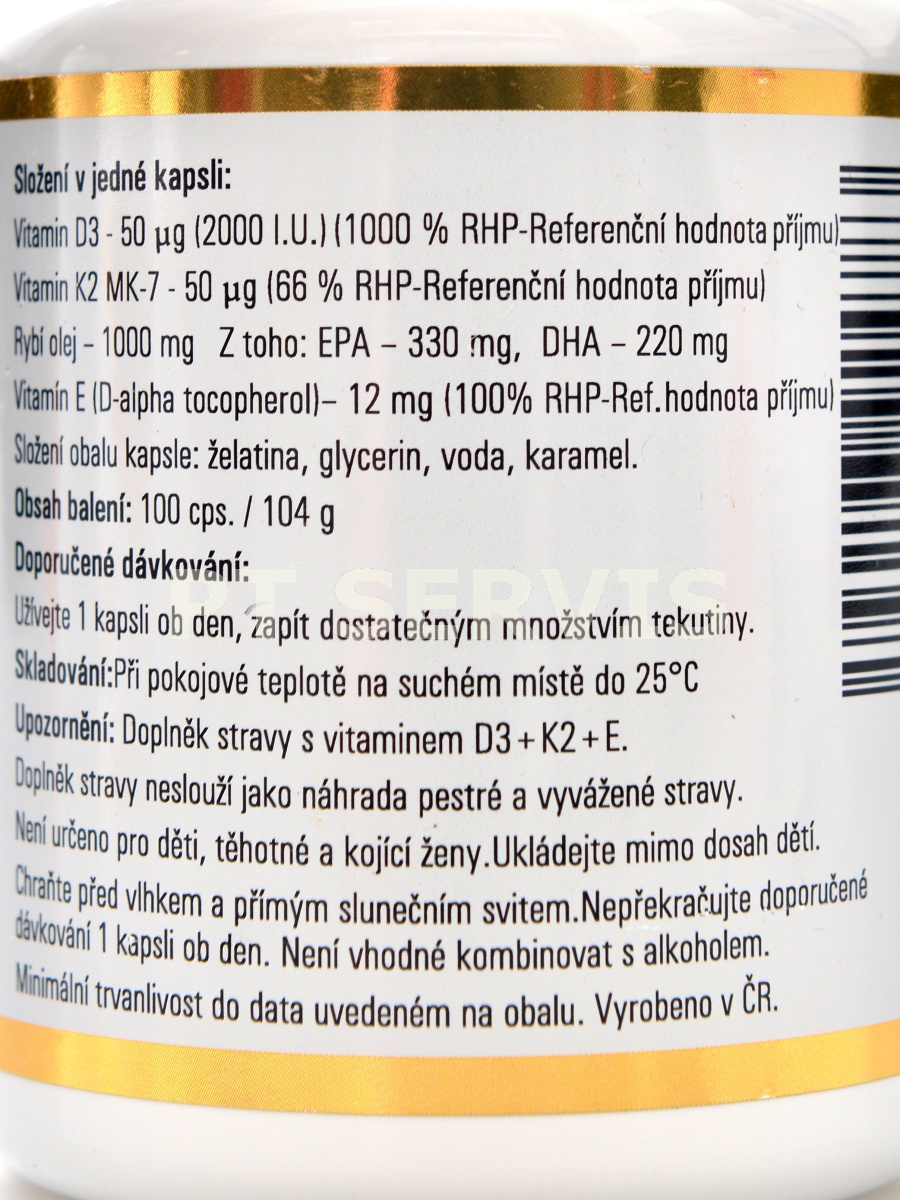 Složení v jedné kapsli:
Vitamin D3 - 50 µg (2000 I.U.) (1000 % RHP-Referenční hodnota příjmu)
Vitamin K2 MK-7 - 50 µg (66 % RHP-Referenční hodnota příjmu)
Rybí olej – 1000 mg Z toho: EPA – 330 mg, DHA – 220 mg
Vitamín E (D-alpha tocopherol)– 12 mg (100% RHP-Ref.hodnota příjmu)
Složení obalu kapsle: želatina, glycerin, voda, karamel.
Obsah balení: 100 cps. / 104 g
Doporučené dávkování:
PT SERVIS
Užívejte 1 kapsli ob den, zapít dostatečným množstvím tekutiny.
Skladování:Při pokojové teplotě na suchém místě do 25°C
Upozornění: Doplněk stravy s vitaminem D3+K2+E.
Doplněk stravy neslouží jako náhrada pestré a vyvážené stravy.
Není určeno pro děti, těhotné a kojící ženy.Ukládejte mimo dosah dětí.
Chraňte před vlhkem a přímým slunečním svitem.Nepřekračujte doporučené
dávkování 1 kapsli ob den. Není vhodné kombinovat s alkoholem.
Minimální trvanlivost do data uvedeném na obalu. Vyrobeno v ČR.